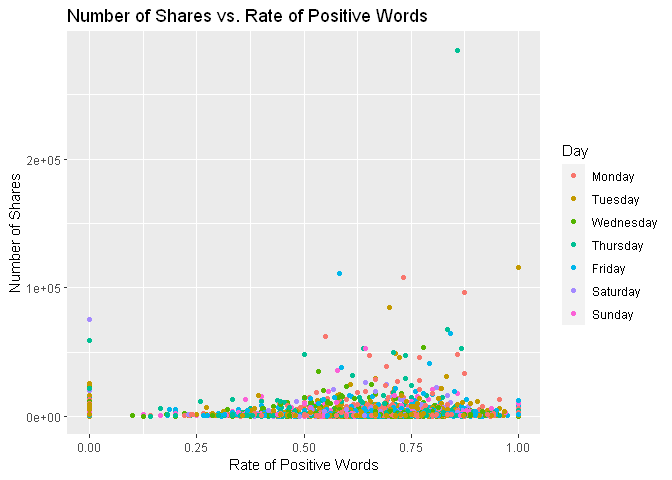 Number of Shares vs. Rate of Positive Words
Number of Shares
2e+05
1e+05
0e+00
0.00 0.25 0.50 0.75 1.00
Rate of Positive Words
Day
Monday
Tuesday
Wednesday
Thursday
Friday
Saturday
Sunday